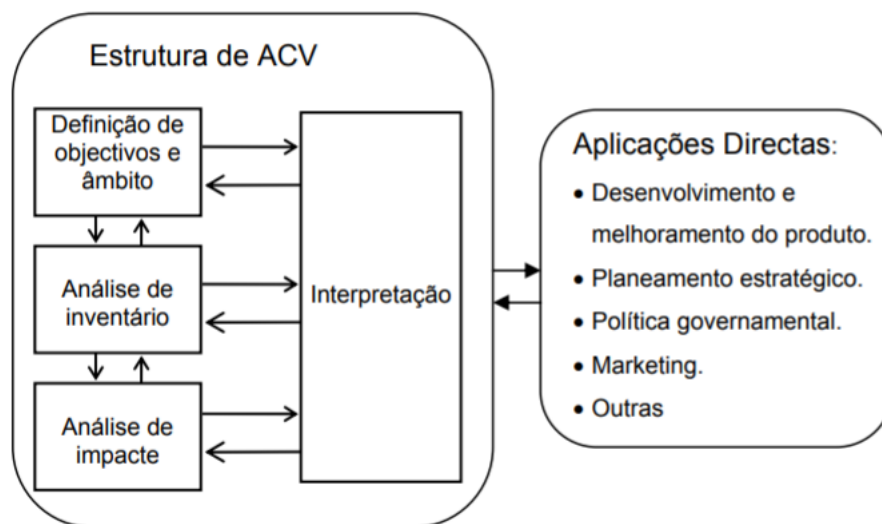 Estrutura de ACV
Definição de
objectivos e
âmbito
Análise de
inventário
Análise de
impacte
Interpretação
Aplicações Directas:
• Desenvolvimento e
melhoramento do produto.
• Planeamento estratégico.
• Política governamental.
• Marketing.
• Outras